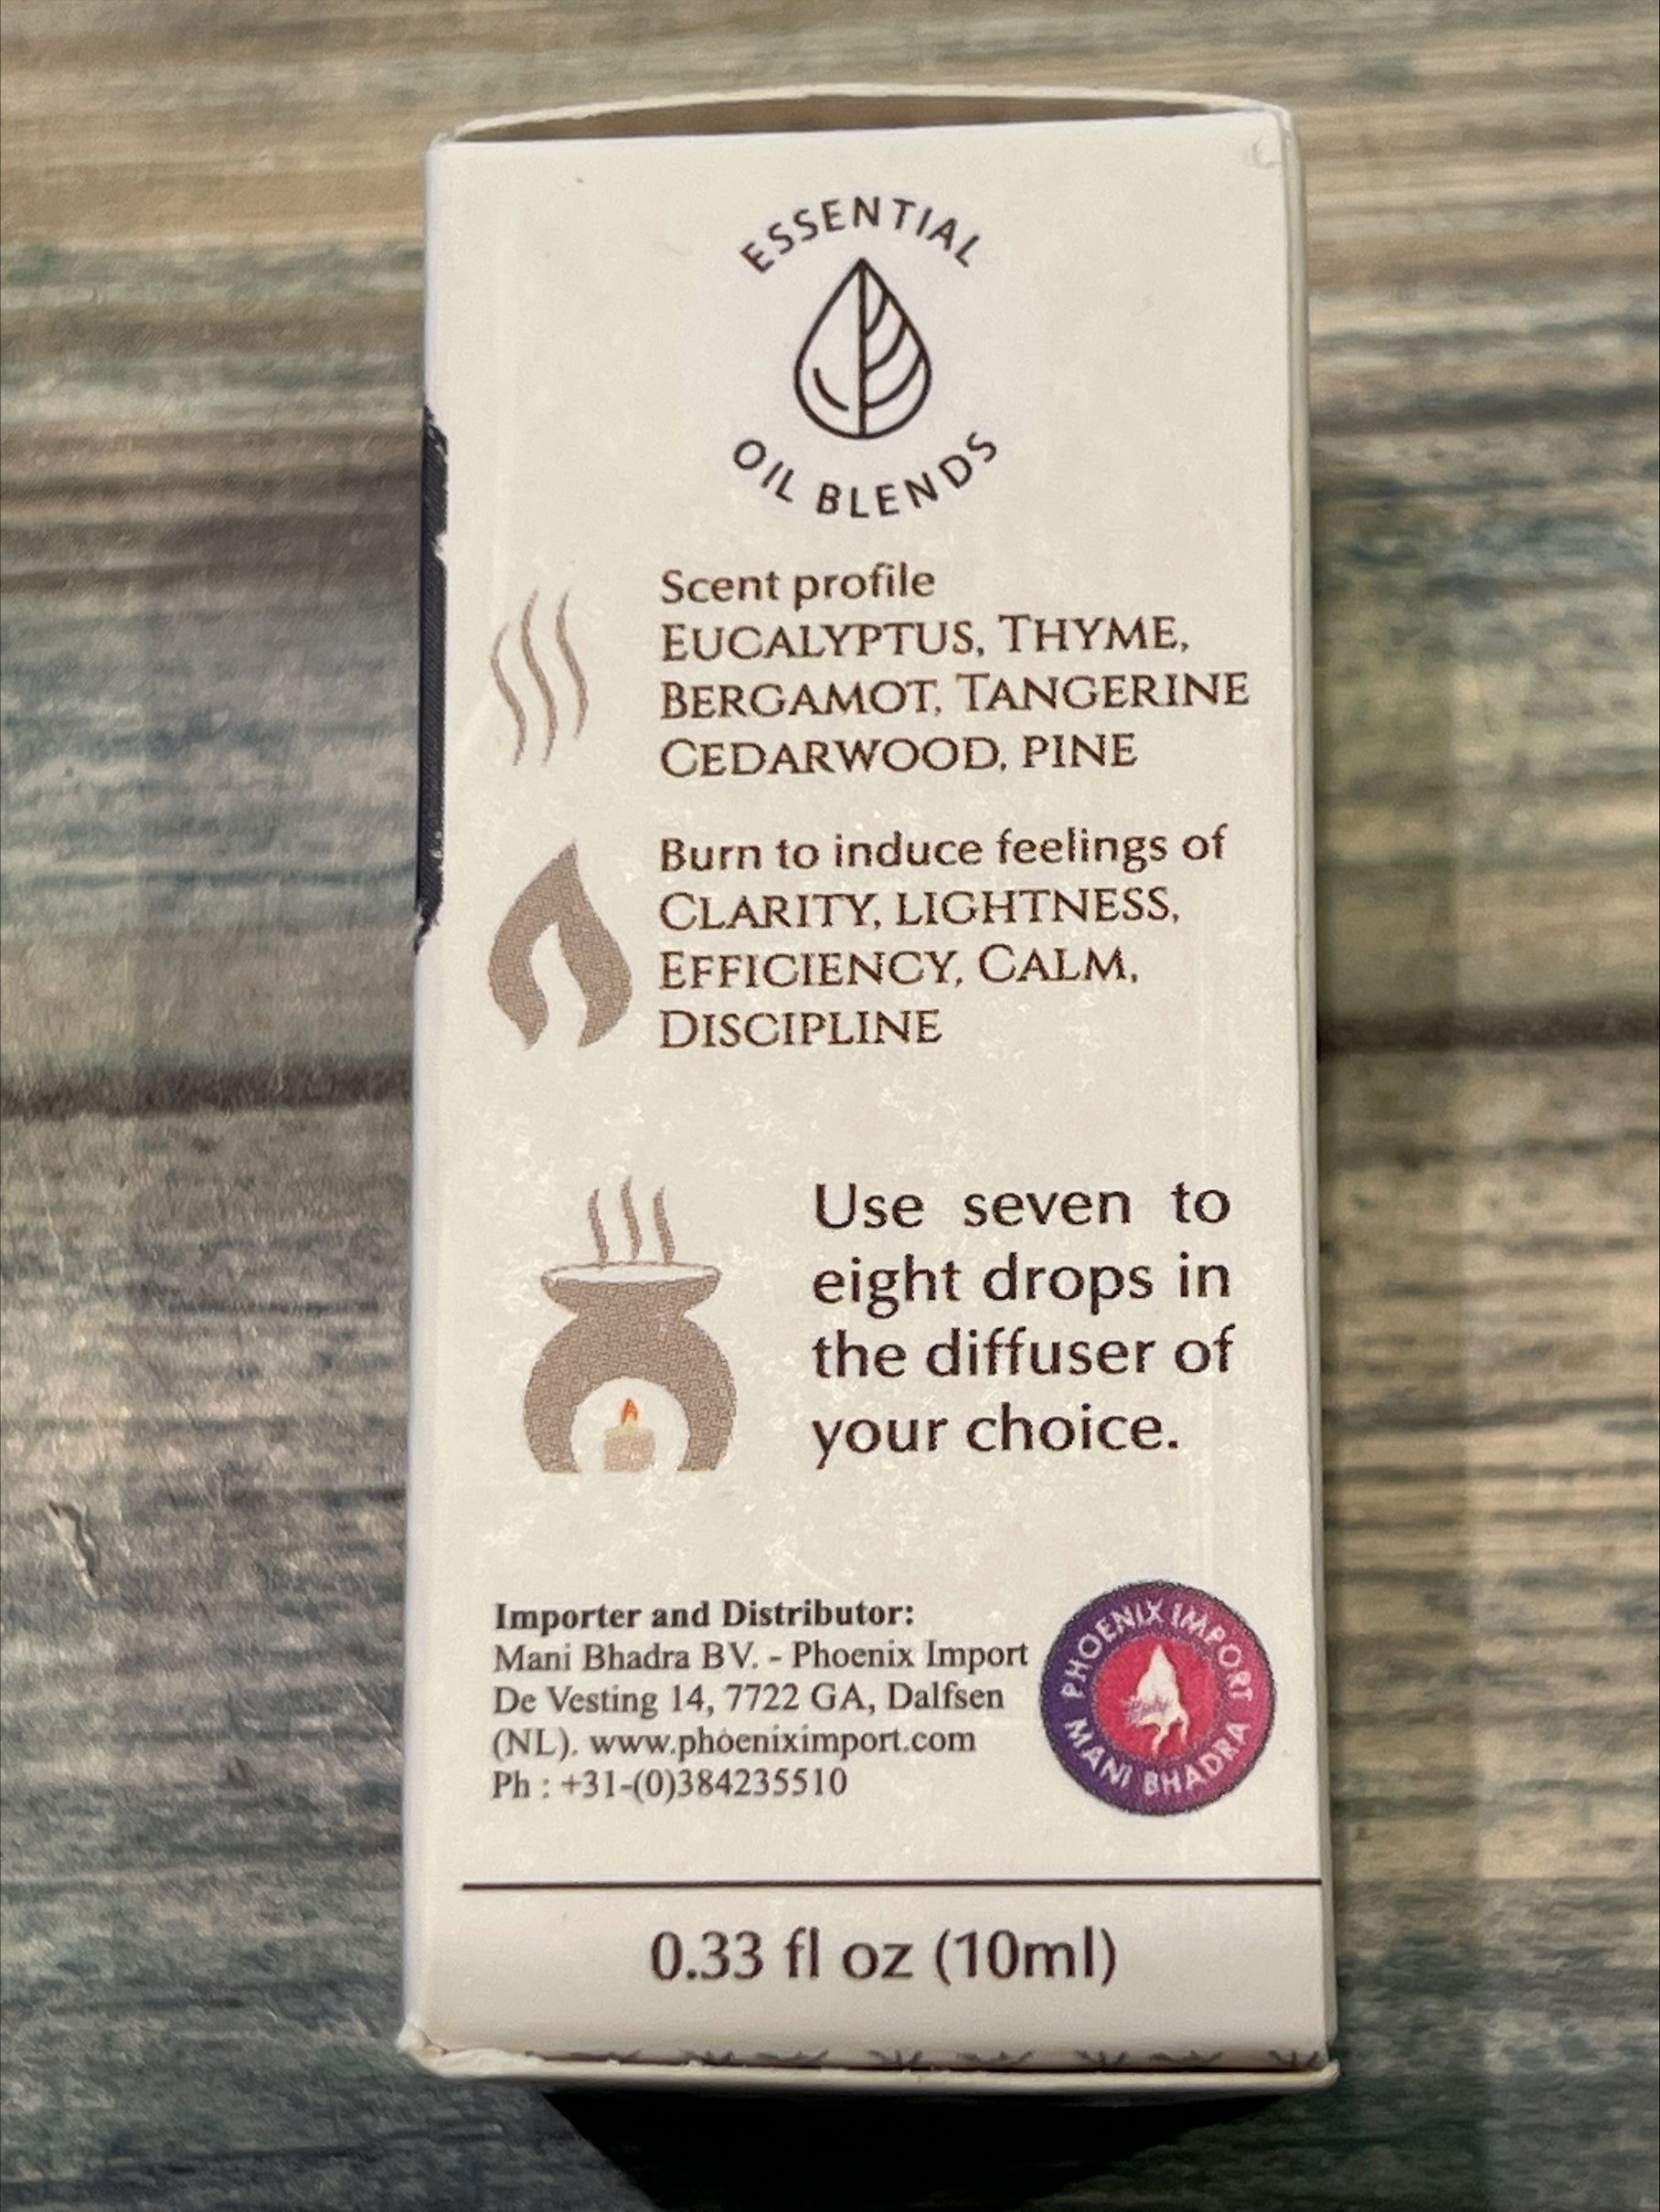 ESSENTIAL
OIL BLENDS
Scent profile
EUCALYPTUS, THYME,
BERGAMOT, TANGERINE
CEDARWOOD, PINE
Burn to induce feelings of
CLARITY, LIGHTNESS,
EFFICIENCY, CALM,
DISCIPLINE
Use seven to
eight drops in
the diffuser of
your choice.
Importer and Distributor:
Mani Bhadra BV. - Phoenix Import
De Vesting 14, 7722 GA, Dalfsen
(NL). www.phoeniximport.com
Ph : +31-(0)384235510
PHOENIX IMPORT
MANI BHADRA
0.33 fl oz (10ml)